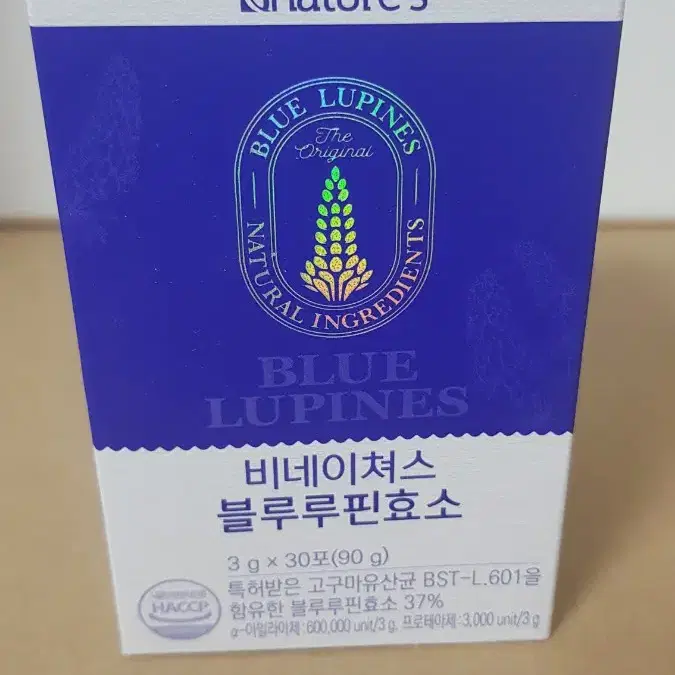 nature's
BLUE LUPINES
The
Original
NATURAL INGREDIENTS
BLUE
LUPINES
비네이쳐스
블루루핀효소
3 g × 30포(90 g)
특허받은 고구마유산균 BST-L.601을
함유한 블루루핀효소 37%
α-아밀라아제 : 600,000 unit/3 g, 프로테아제 : 3,000 unit/3 g
HACCP